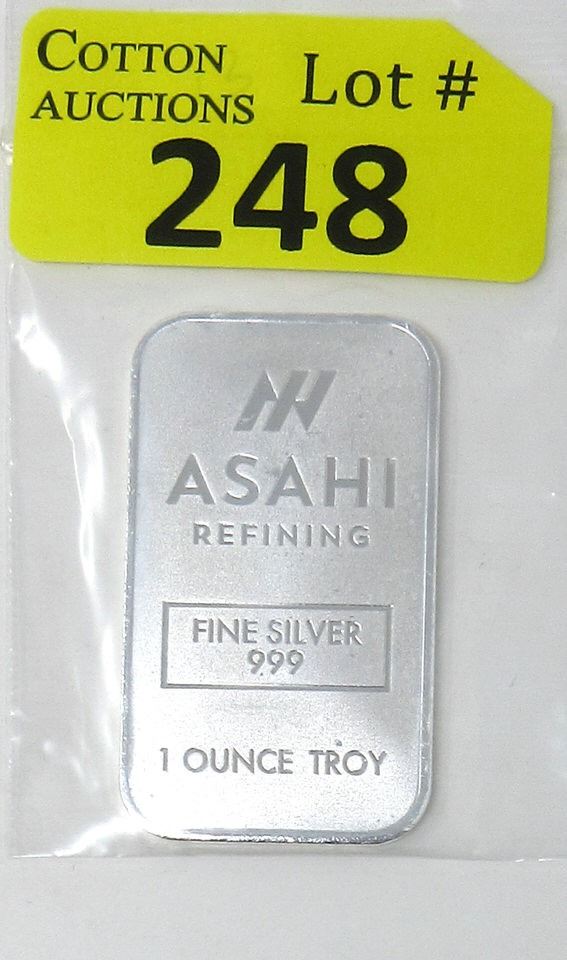 COTTON
AUCTIONS
Lot #
248
ASAHI
REFINING
FINE SILVER
999
1 OUNCE TROY